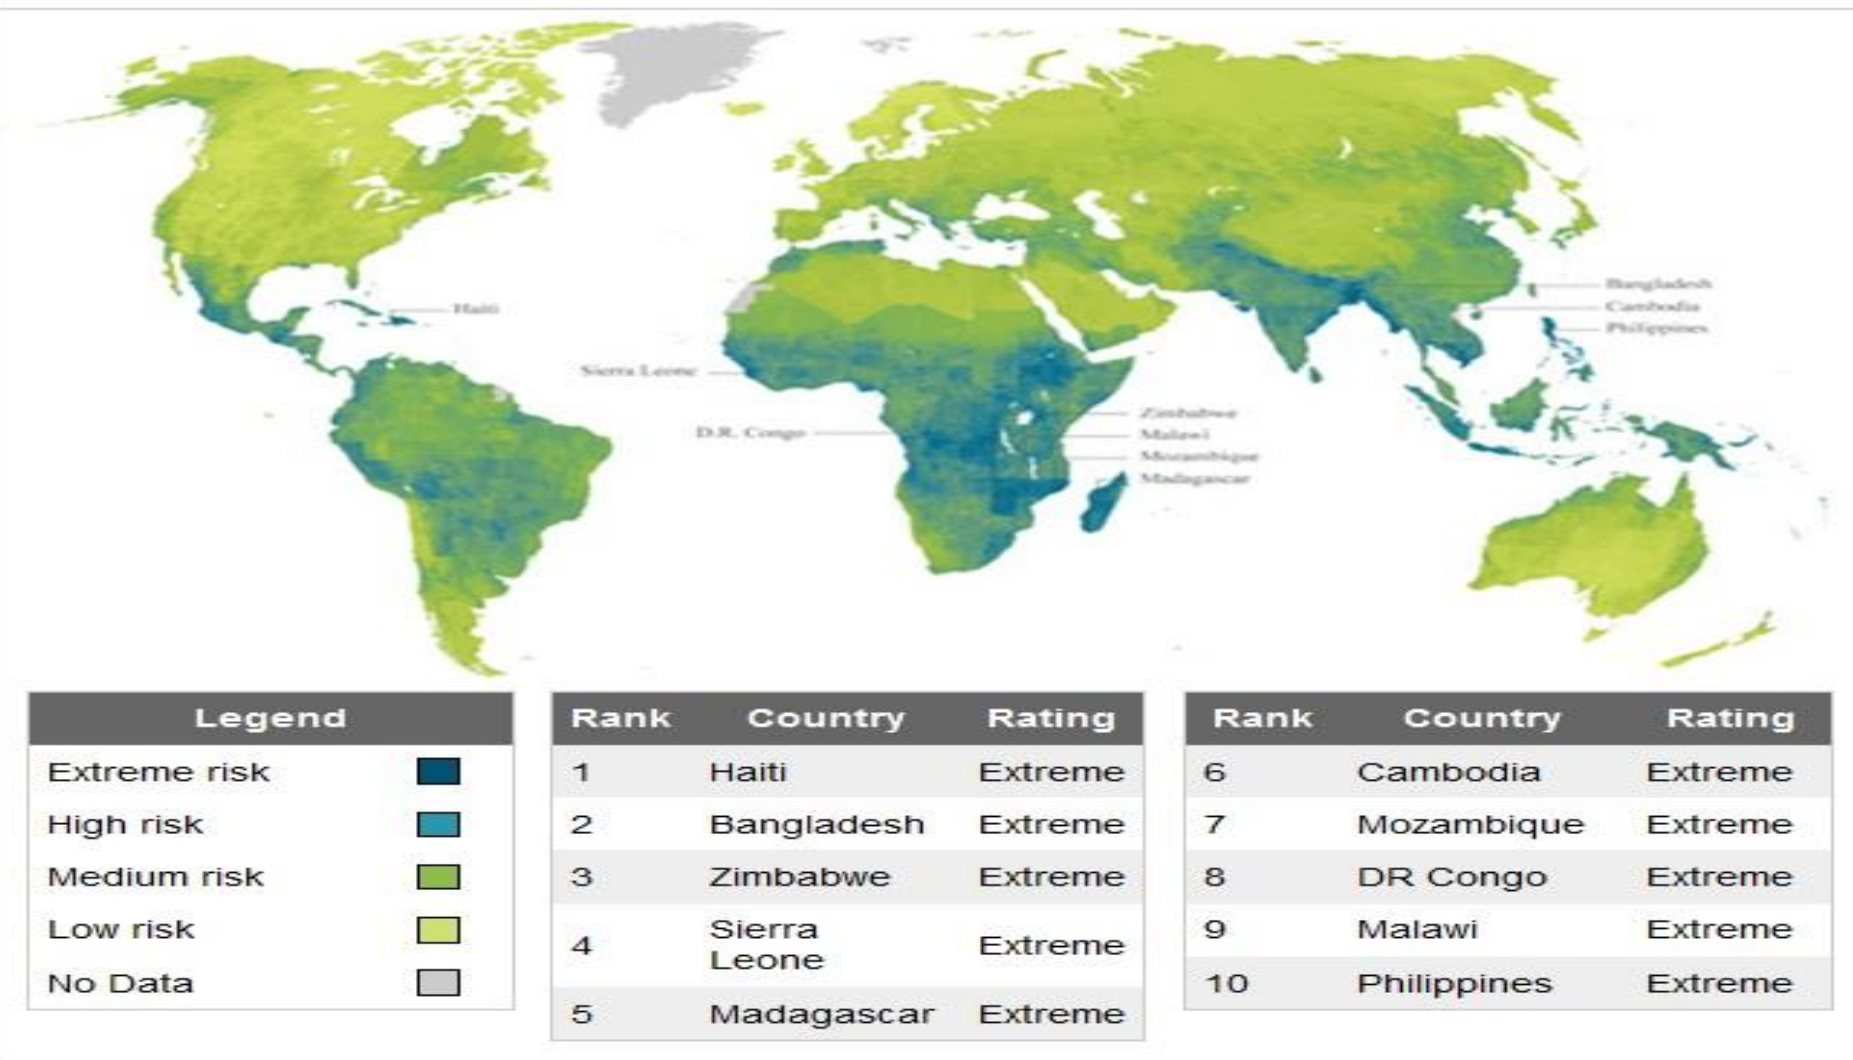 Haiti
Bangladesh
Cambodia
Philippines
Sierra Leone
D.R. Congo
Zimbabwe
Malawi
Mozambique
Madagascar
Legend
Extreme risk
High risk
Medium risk
Low risk
No Data
Rank Country Rating
1 Haiti Extreme
2 Bangladesh Extreme
3 Zimbabwe Extreme
4 Sierra Leone Extreme
5 Madagascar Extreme
Rank Country Rating
6 Cambodia Extreme
7 Mozambique Extreme
8 DR Congo Extreme
9 Malawi Extreme
10 Philippines Extreme